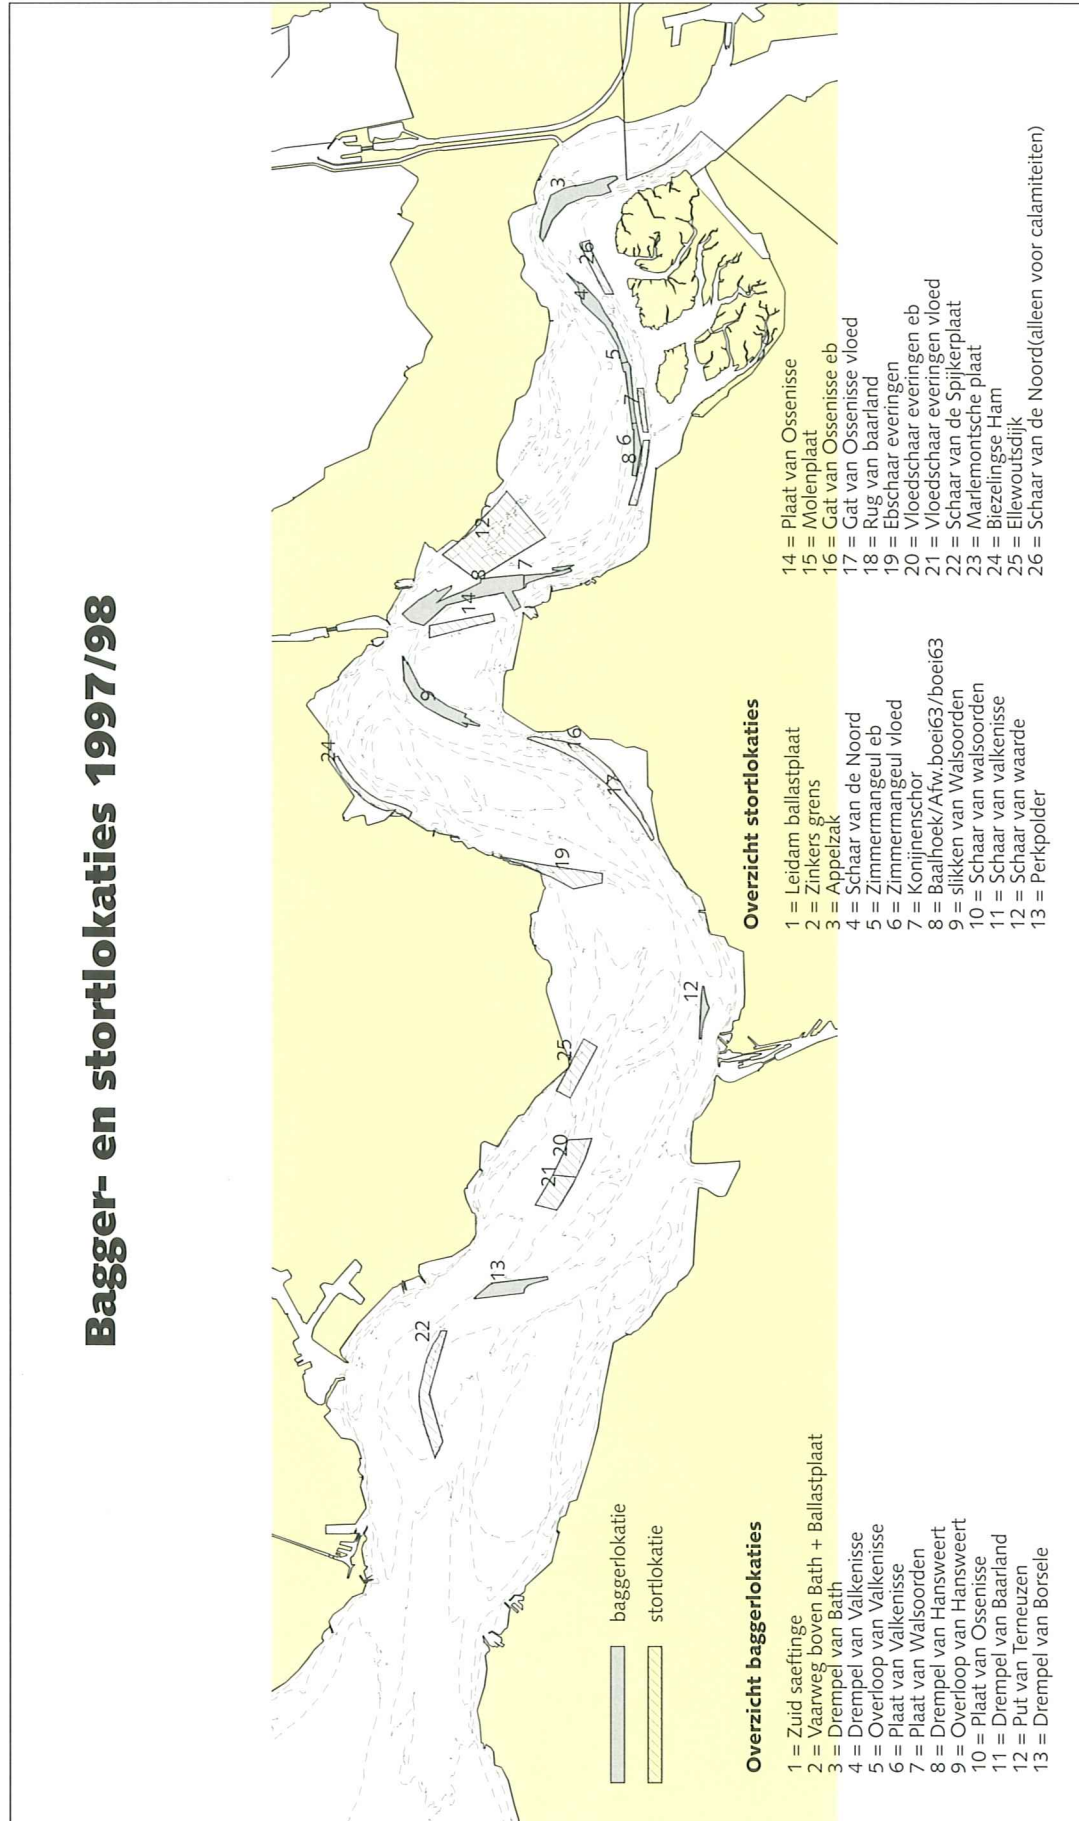 Bagger- en stortlokaties 1997/98
22
13
21
20
25
12
19
24
17
16
9
14
8
7
12
8
6
7
5
4
26
3
baggerlokatie
stortlokatie
Overzicht baggerlokaties
1 = Zuid saeftinge
2 = Vaarweg boven Bath + Ballastplaat
3 = Drempel van Bath
4 = Drempel van Valkenisse
5 = Overloop van Valkenisse
6 = Plaat van Valkenisse
7 = Plaat van Walsoorden
8 = Drempel van Hansweert
9 = Overloop van Hansweert
10 = Plaat van Ossenisse
11 = Drempel van Baarland
12 = Put van Terneuzen
13 = Drempel van Borsele
Overzicht stortlokaties
1 = Leidam ballastplaat
2 = Zinkers grens
3 = Appelzak
4 = Schaar van de Noord
5 = Zimmermangeul eb
6 = Zimmermangeul vloed
7 = Konijnenschor
8 = Baalhoek/Afw.boei63/boei63
9 = slikken van Walsoorden
10 = Schaar van walsoorden
11 = Schaar van valkenisse
12 = Schaar van waarde
13 = Perkpolder
14 = Plaat van Ossenisse
15 = Molenplaat
16 = Gat van Ossenisse eb
17 = Gat van Ossenisse vloed
18 = Rug van baarland
19 = Ebschaar everingen
20 = Vloedschaar everingen eb
21 = Vloedschaar everingen vloed
22 = Schaar van de Spijkerplaat
23 = Marlemontsche plaat
24 = Biezelingse Ham
25 = Ellewoutsdijk
26 = Schaar van de Noord(alleen voor calamiteiten)